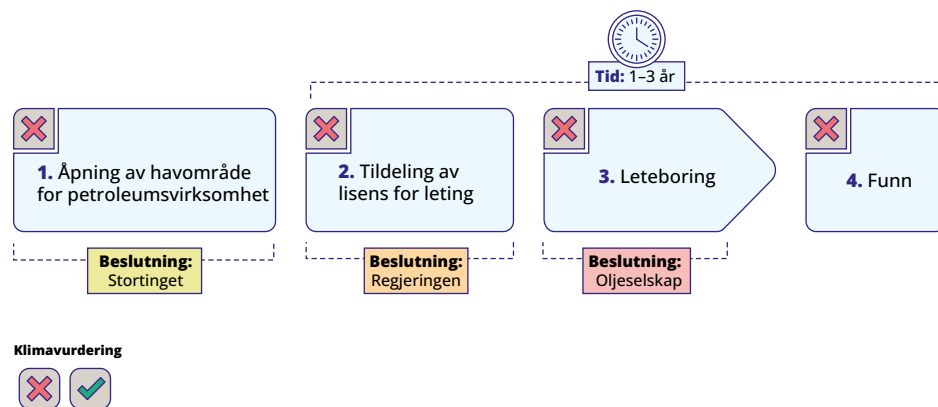 Tid: 1–3 år
1. Åpning av havområde
for petroleumsvirksomhet
2. Tildeling av
lisens for leting
3. Leteboring
4. Funn
Beslutning:
Stortinget
Beslutning:
Regjeringen
Beslutning:
Oljeselskap
Klimavurdering